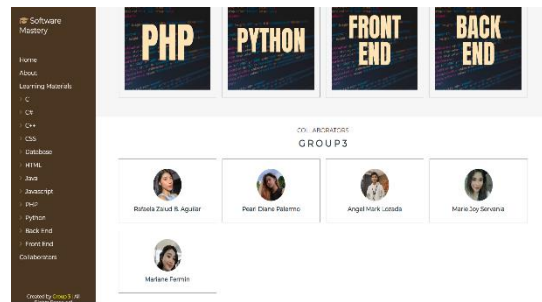 Software
Mastery
Home
About
Learning Materials
C
C#
C++
CSS
Database
HTML
Java
Javascript
PHP
Python
Back End
Front End
Collaborators
Created by Group 3. All
PHP
PYTHON
FRONT
END
BACK
END
COLLABORATORS
GROUP3
Rafaela Zalud B. Aguilar
Pearl Diane Palermo
Angel Mark Lozada
Marie Joy Servania
Marlane Fermin